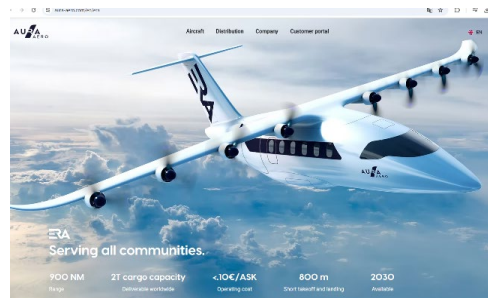 AURA
AERO
Aircraft Distribution Company Customer portal
EN
ERA
AURA
AERO
ERA
Serving all communities.
900 NM 2T cargo capacity <.10€/ASK 800 m 2030
Range Deliverable worldwide Operating cost Short takeoff and landing Available